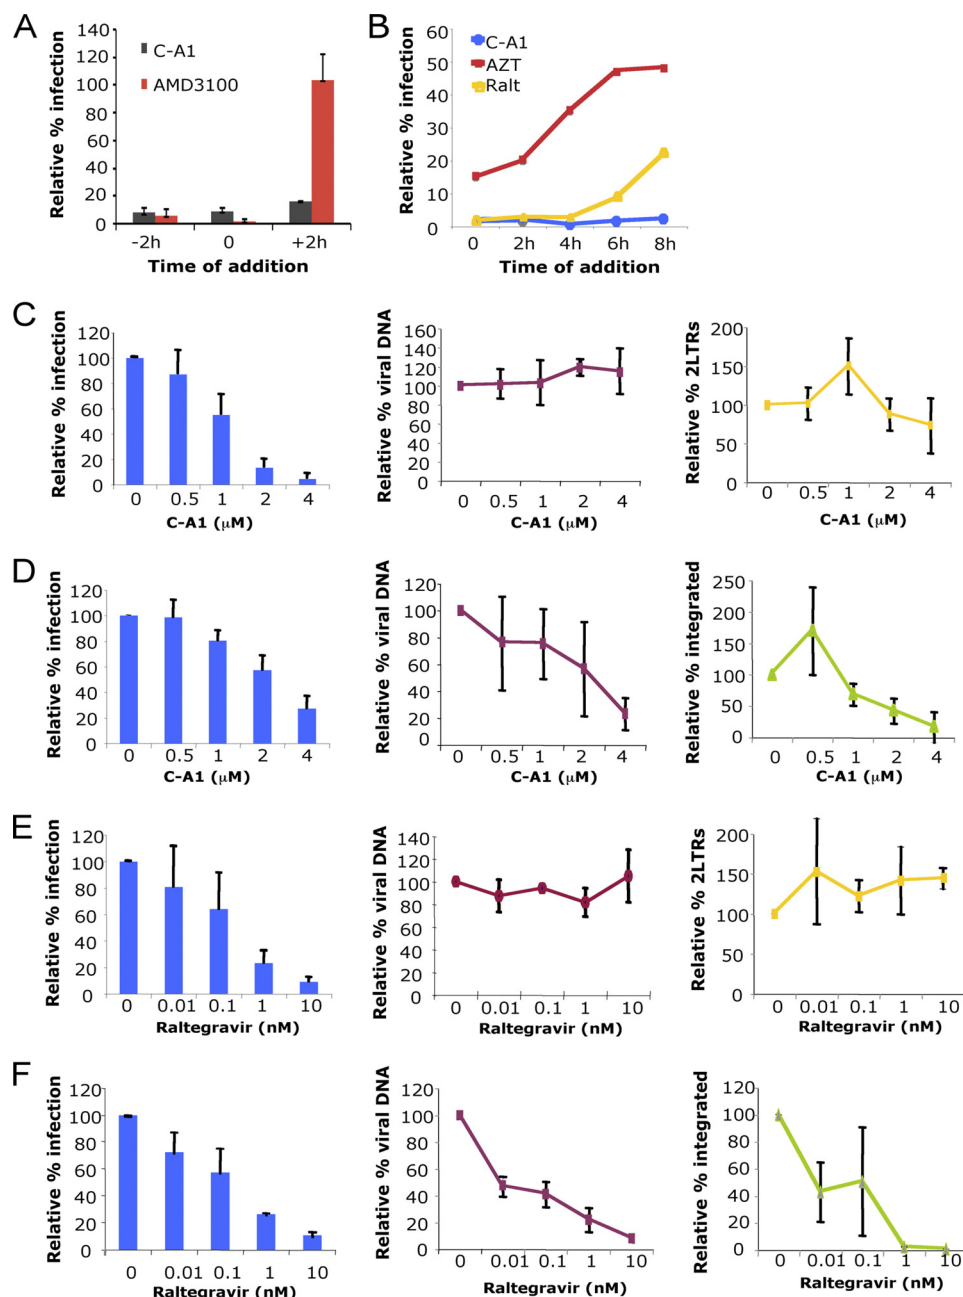 A
Relative % infection
140
120
100
80
60
40
20
0
C-A1
AMD3100
-2h 0 +2h
Time of addition
B
Relative % infection
60
50
40
30
20
10
0
C-A1
AZT
Ralt
0 2h 4h 6h 8h
Time of addition
C
Relative % infection
120
100
80
60
40
20
0
0 0.5 1 2 4
C-A1 (μM)
Relative % viral DNA
160
140
120
100
80
60
40
20
0
0 0.5 1 2 4
C-A1 (μM)
Relative % 2LTRs
200
150
100
50
0
0 0.5 1 2 4
C-A1 (μM)
D
Relative % infection
120
100
80
60
40
20
0
0 0.5 1 2 4
C-A1 (μM)
Relative % viral DNA
120
100
80
60
40
20
0
0 0.5 1 2 4
C-A1 (μM)
Relative % integrated
250
200
150
100
50
0
0 0.5 1 2 4
C-A1 (μM)
E
Relative % infection
120
100
80
60
40
20
0
0 0.01 0.1 1 10
Raltegravir (nM)
Relative % viral DNA
140
120
100
80
60
40
20
0
0 0.01 0.1 1 10
Raltegravir (nM)
Relative % 2LTRs
200
150
100
50
0
0 0.01 0.1 1 10
Raltegravir (nM)
F
Relative % infection
120
100
80
60
40
20
0
0 0.01 0.1 1 10
Raltegravir (nM)
Relative % viral DNA
120
100
80
60
40
20
0
0 0.01 0.1 1 10
Raltegravir (nM)
Relative % integrated
120
100
80
60
40
20
0
0 0.01 0.1 1 10
Raltegravir (nM)